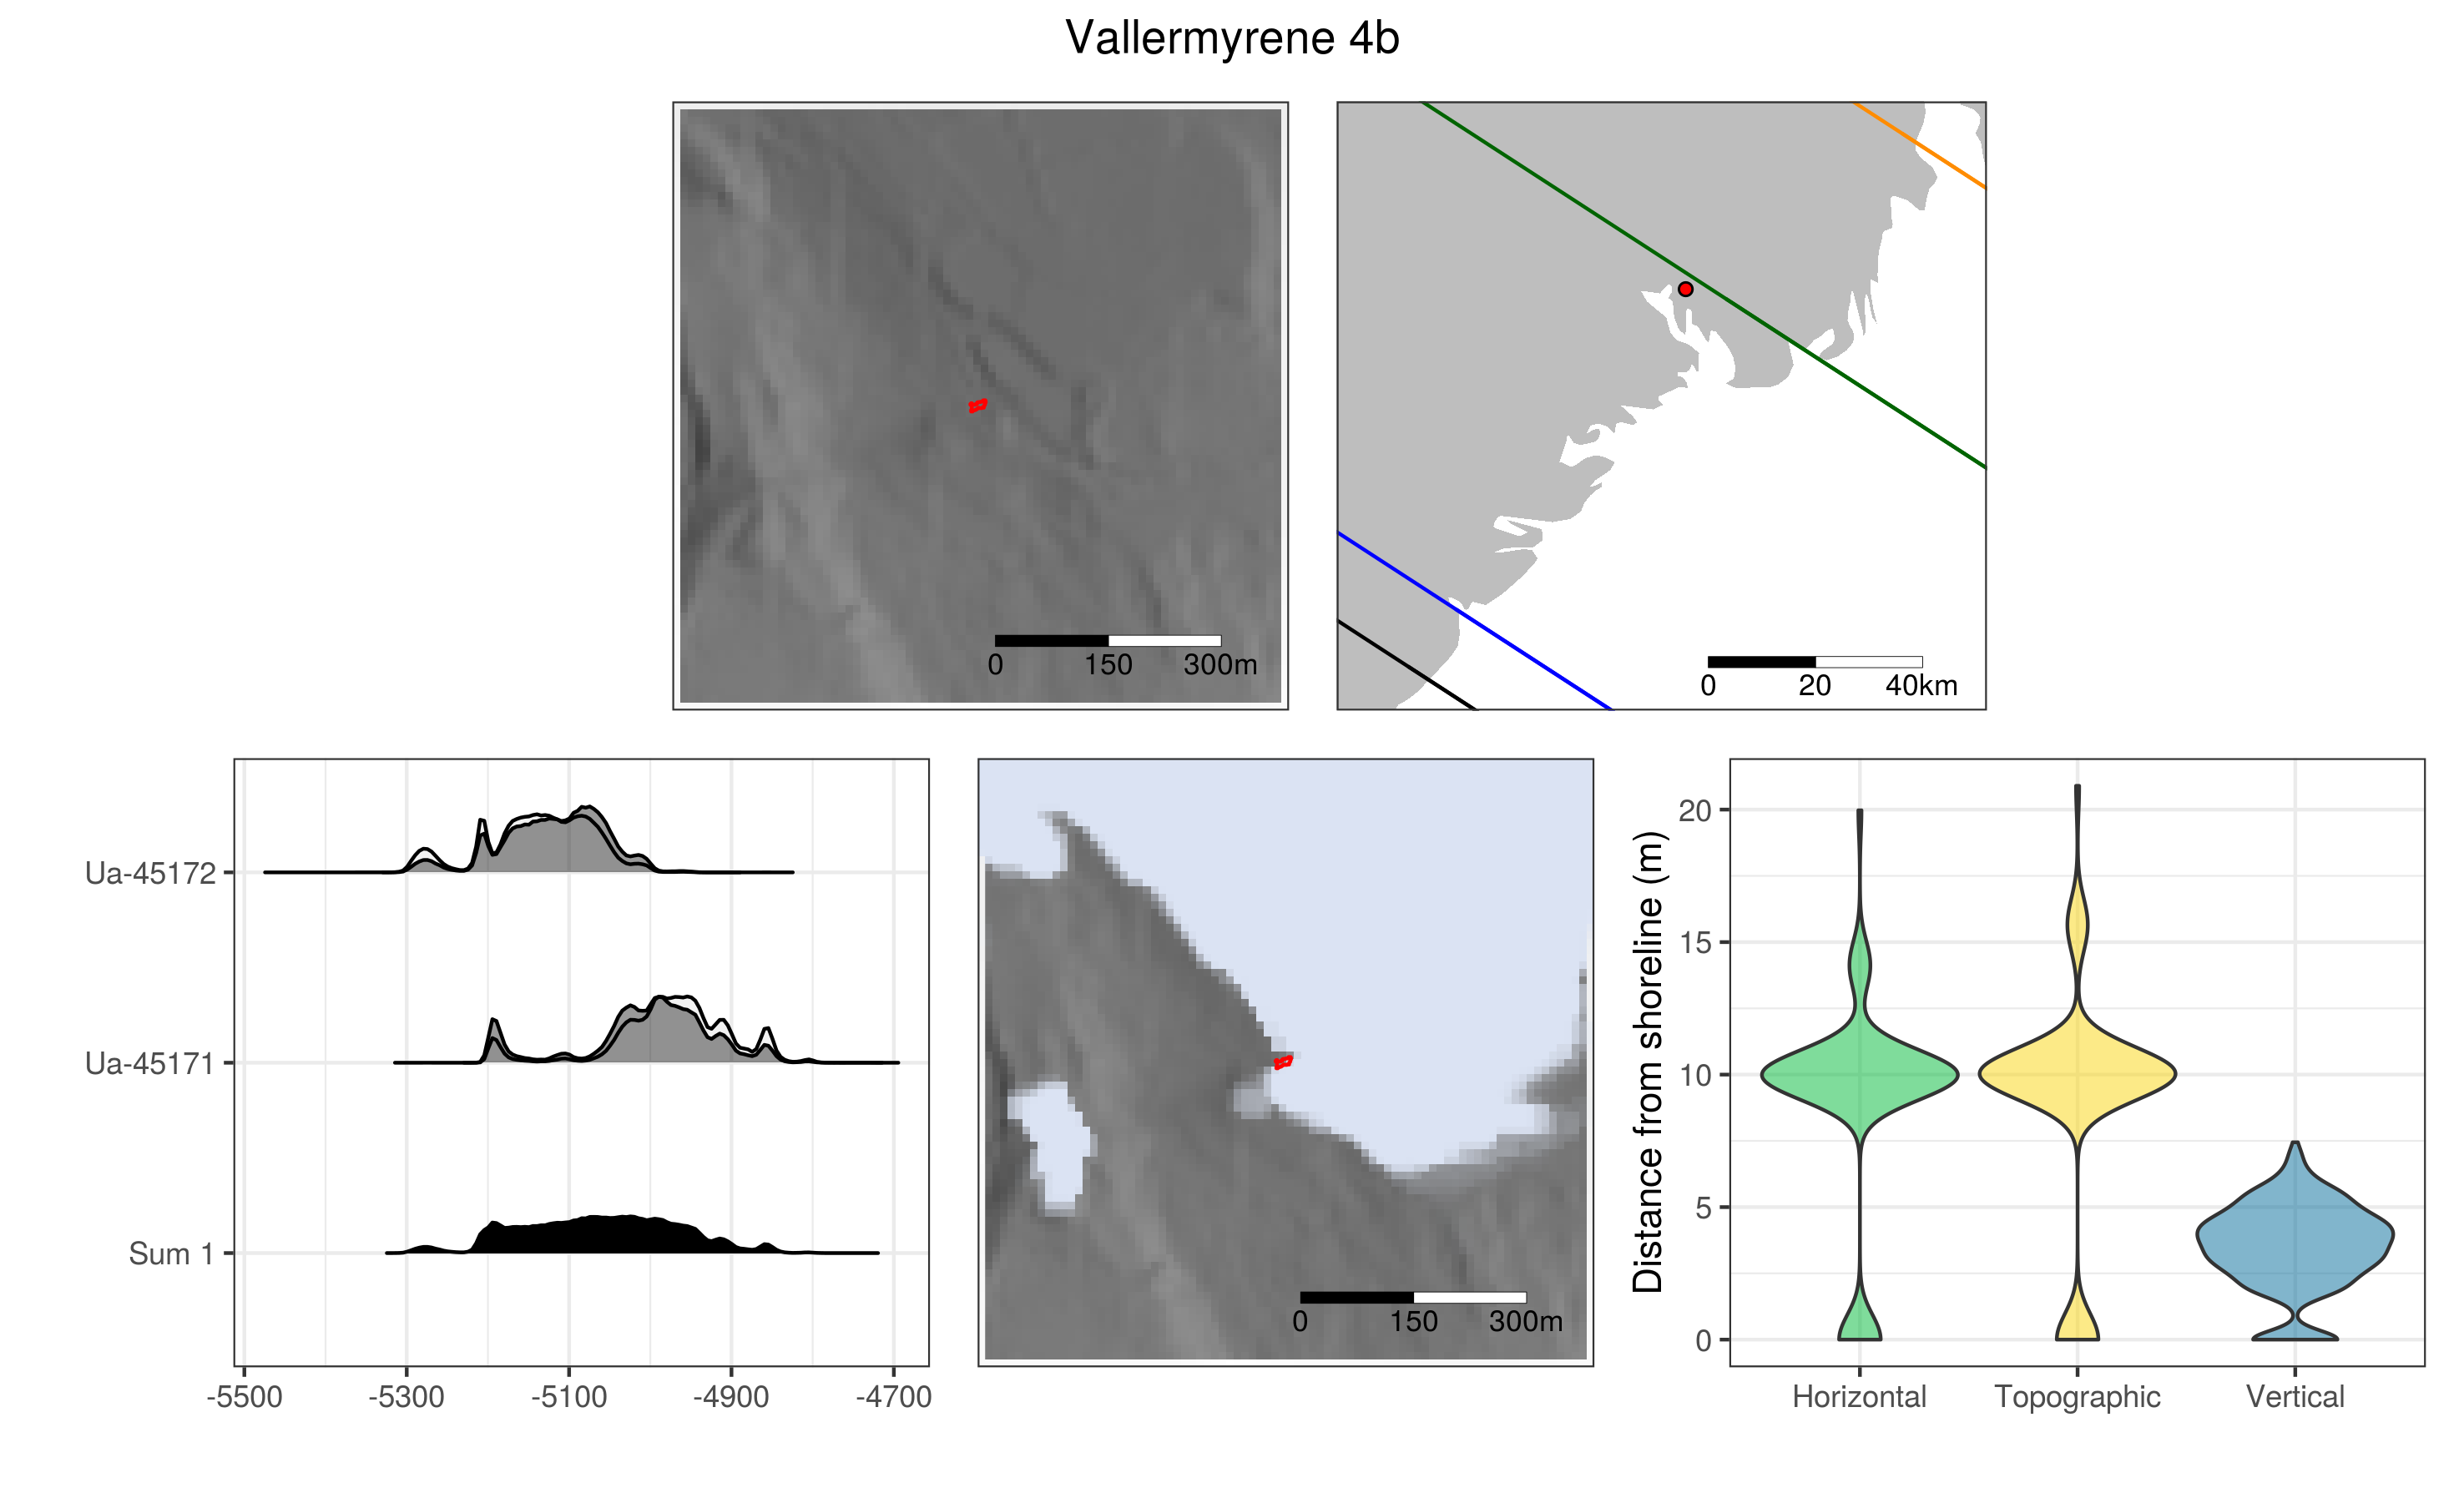 Vallermyrene 4b
0 150 300m
0 20 40km
Ua-45172
Ua-45171
Sum 1
-5500 -5300 -5100 -4900 -4700
0 150 300m
Distance from shoreline (m)
20
15
10
5
0
Horizontal Topographic Vertical